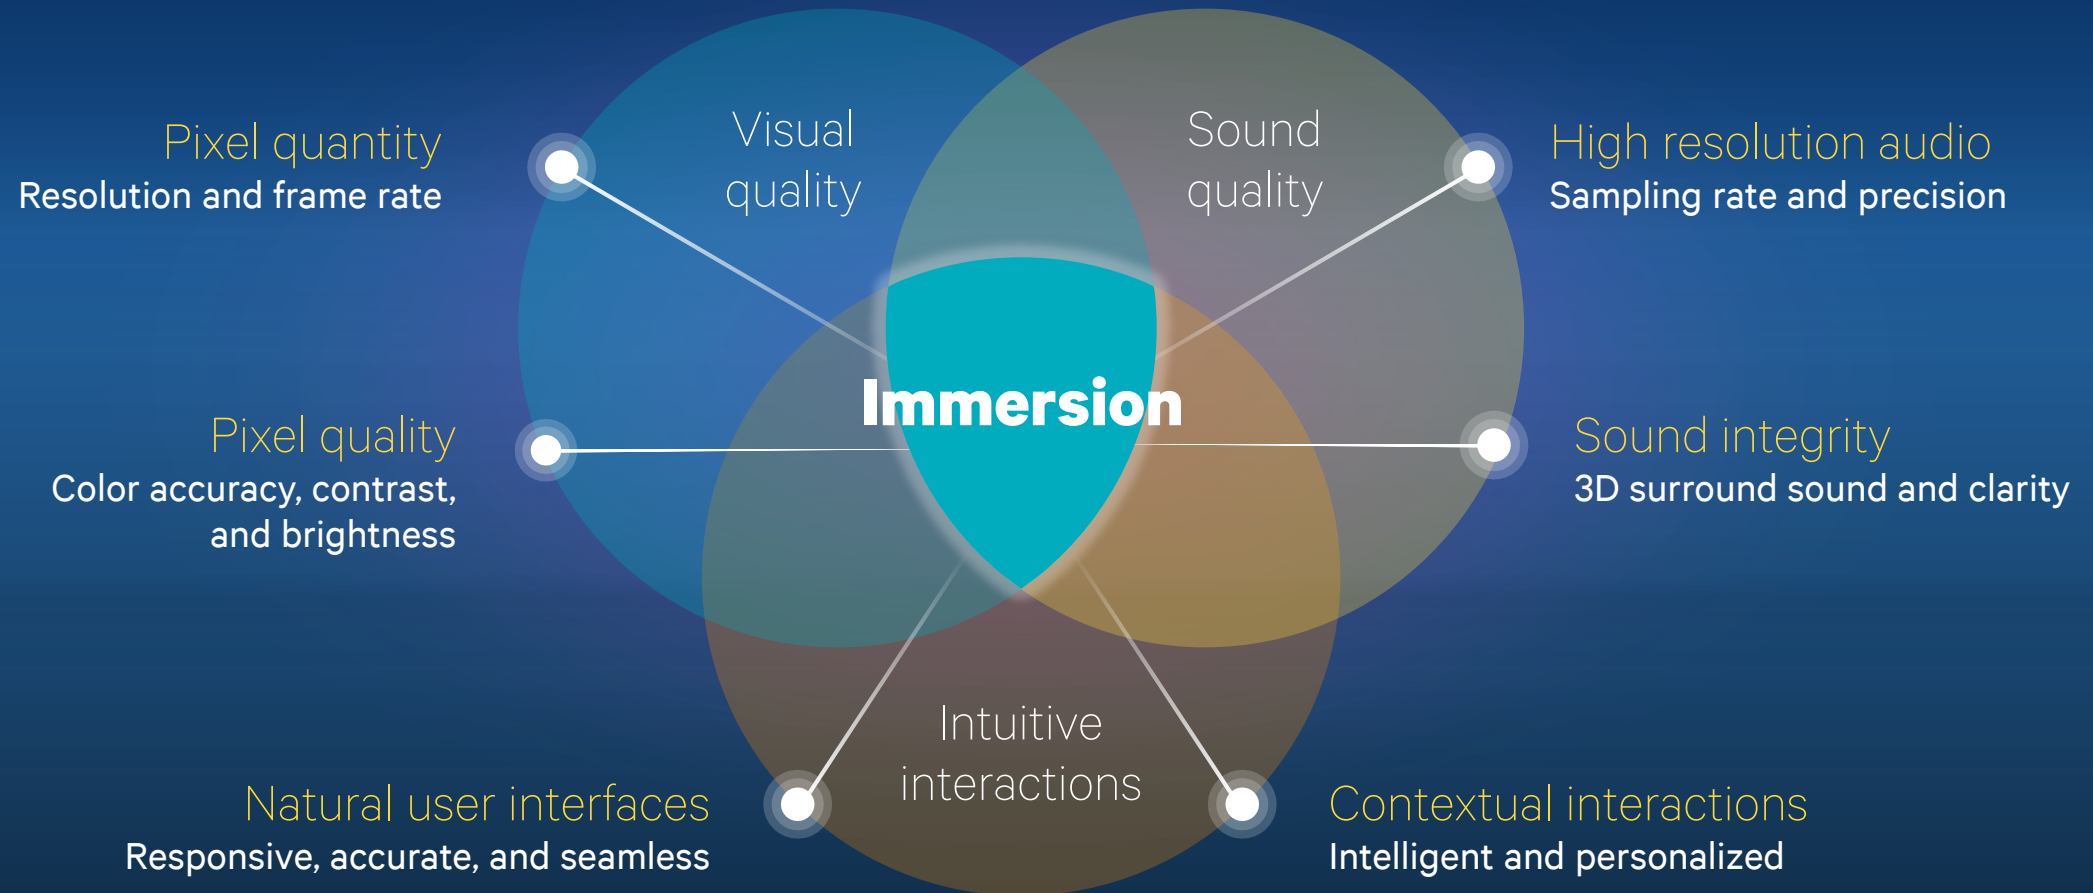 Visual
quality
Sound
quality
Pixel quantity
Resolution and frame rate
High resolution audio
Sampling rate and precision
Immersion
Pixel quality
Color accuracy, contrast,
and brightness
Sound integrity
3D surround sound and clarity
Intuitive
interactions
Natural user interfaces
Responsive, accurate, and seamless
Contextual interactions
Intelligent and personalized